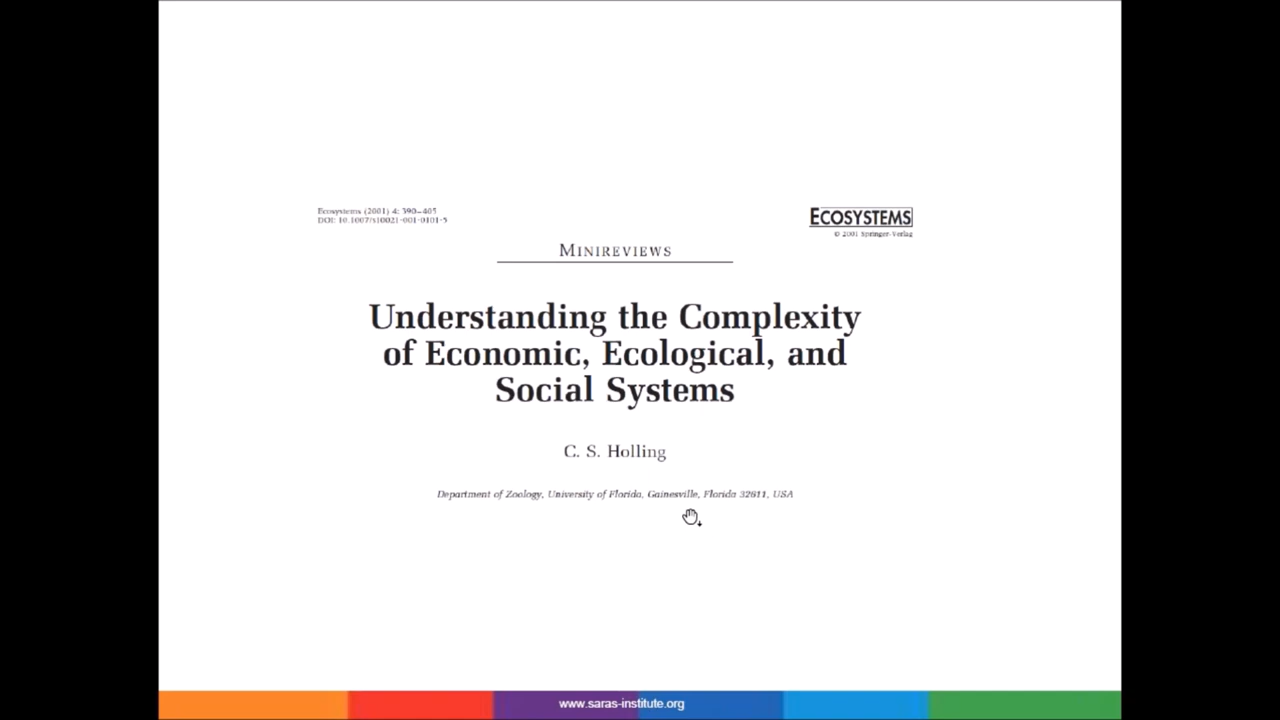 Ecosystems (2001) 4: 390–405
DOI: 10.1007/s10021-001-0101-5
ECOSYSTEMS
© 2001 Springer-Verlag
MINIREVIEWS
Understanding the Complexity
of Economic, Ecological, and
Social Systems
C. S. Holling
Department of Zoology, University of Florida, Gainesville, Florida 32611, USA
www.saras-institute.org